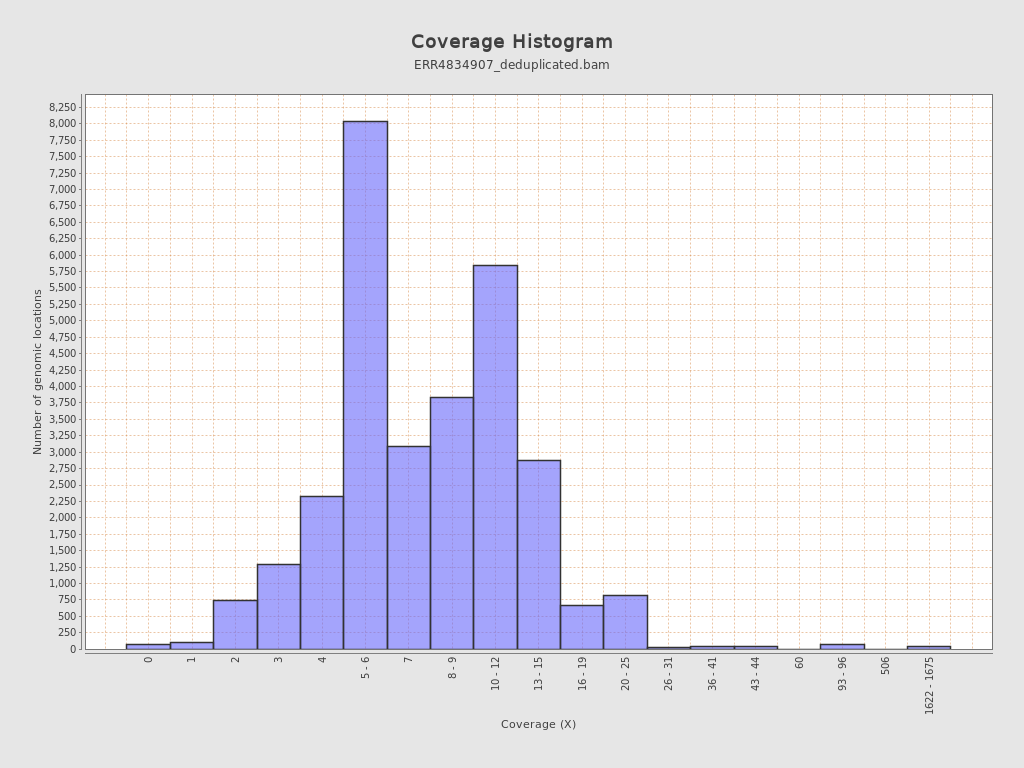 Coverage Histogram
ERR4834907_deduplicated.bam
8,250
8,000
7,750
7,500
7,250
7,000
6,750
6,500
6,250
6,000
5,750
5,500
5,250
5,000
4,750
4,500
4,250
4,000
3,750
3,500
3,250
3,000
2,750
2,500
2,250
2,000
1,750
1,500
1,250
1,000
750
500
250
0
Number of genomic locations
0
1
2
3
4
5 - 6
7
8 - 9
10 - 12
13 - 15
16 - 19
20 - 25
26 - 31
36 - 41
43 - 44
60
93 - 96
506
1622 - 1675
Coverage (X)